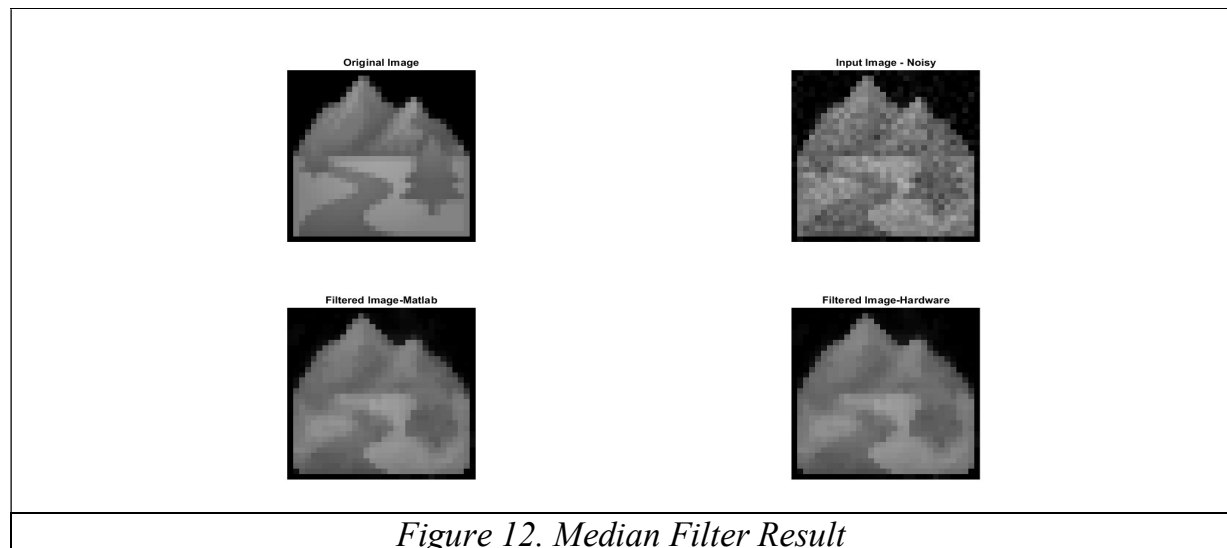 Original Image
Input Image - Noisy
Filtered Image-Matlab
Filtered Image-Hardware
Figure 12. Median Filter Result